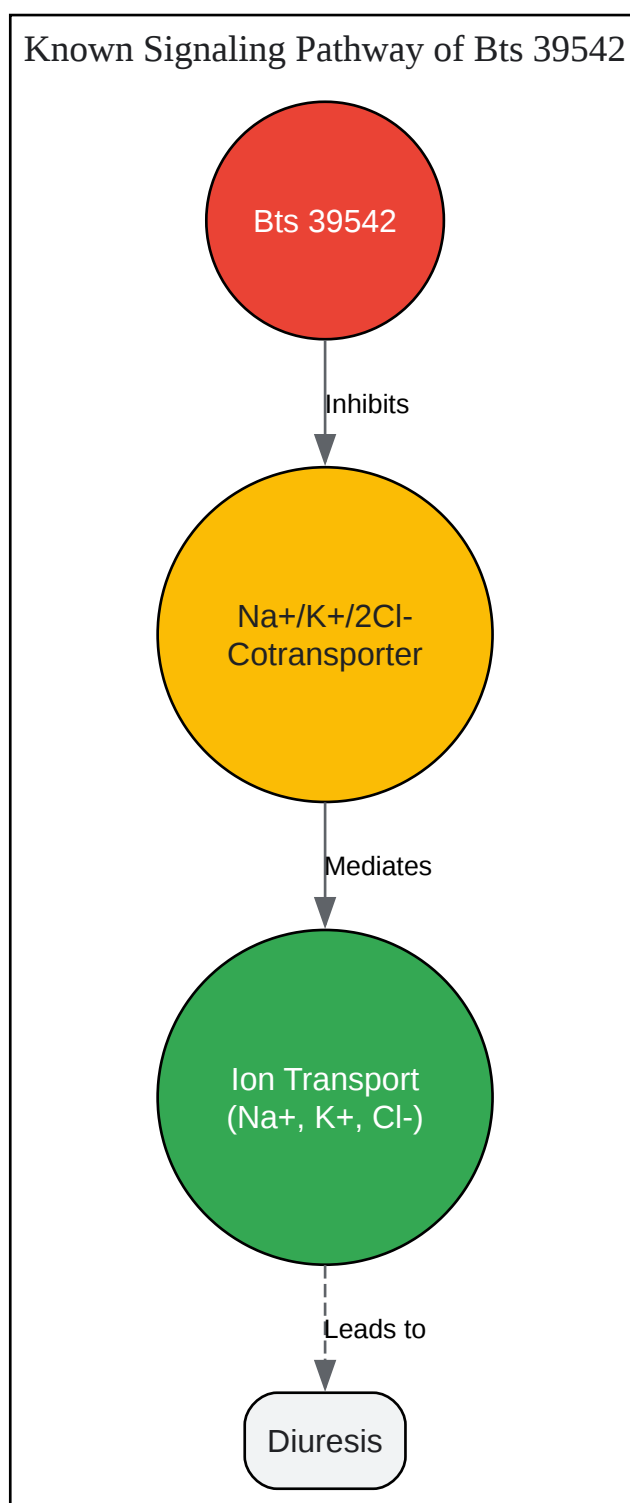 Known Signaling Pathway of Bts 39542
Bts 39542
Inhibits
Na+/K+/2Cl-
Cotransporter
Mediates
Ion Transport
(Na+, K+, Cl-)
Leads to
Diuresis